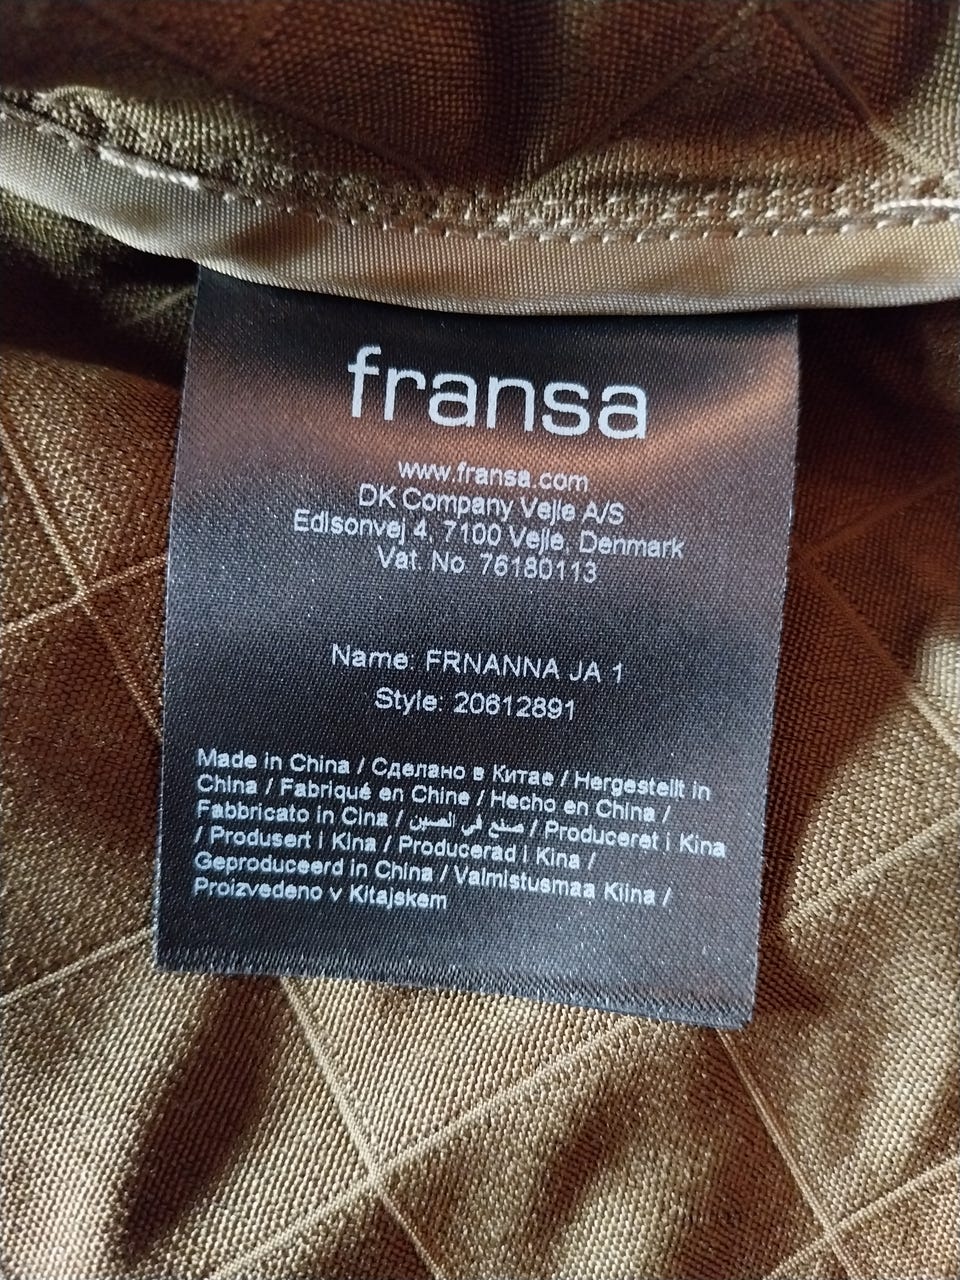 fransa
www.fransa.com
DK Company Vejle A/S
Edisonvej 4, 7100 Vejle, Denmark
Vat. No. 76180113
Name: FRNANNA JA 1
Style: 20612891
Made in China / Сделано в Китае / Hergestellt in
China / Fabriqué en Chine / Hecho en China /
Fabbricato in Cina / صنع في الصين / Produceret i Kina
/ Produsert i Kina / Producerad i Kina /
Geproduceerd in China / Valmistusmaa Kiina /
Proizvedeno v Kitajskem